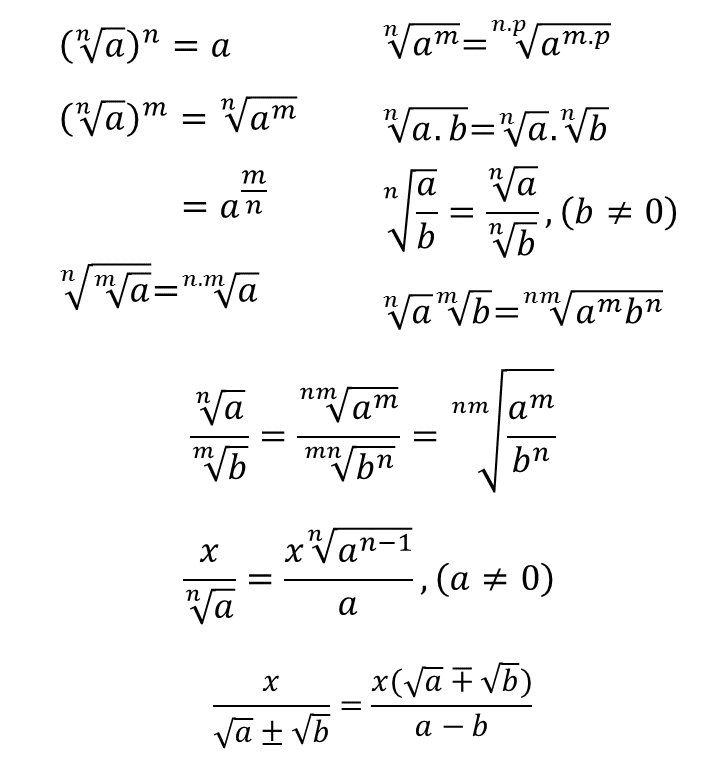 (ⁿ√a)ⁿ = a
ⁿ√(aᵐ) = ⁿ·ᵖ√(aᵐ·ᵖ)
(ⁿ√a)ᵐ = ⁿ√(aᵐ)
ⁿ√(a.b) = ⁿ√a.ⁿ√b
= a^(m/n)
ⁿ√(a/b) = ⁿ√a / ⁿ√b, (b ≠ 0)
ⁿ√(ᵐ√a) = ⁿ·ᵐ√a
ⁿ√a ᵐ√b = ⁿᵐ√(aᵐbⁿ)
ⁿ√a / ᵐ√b = ⁿᵐ√(aᵐ) / ᵐⁿ√(bⁿ) = ⁿᵐ√(aᵐ/bⁿ)
x / ⁿ√a = x ⁿ√(aⁿ⁻¹) / a, (a ≠ 0)
x / (√a ± √b) = x(√a ∓ √b) / (a − b)